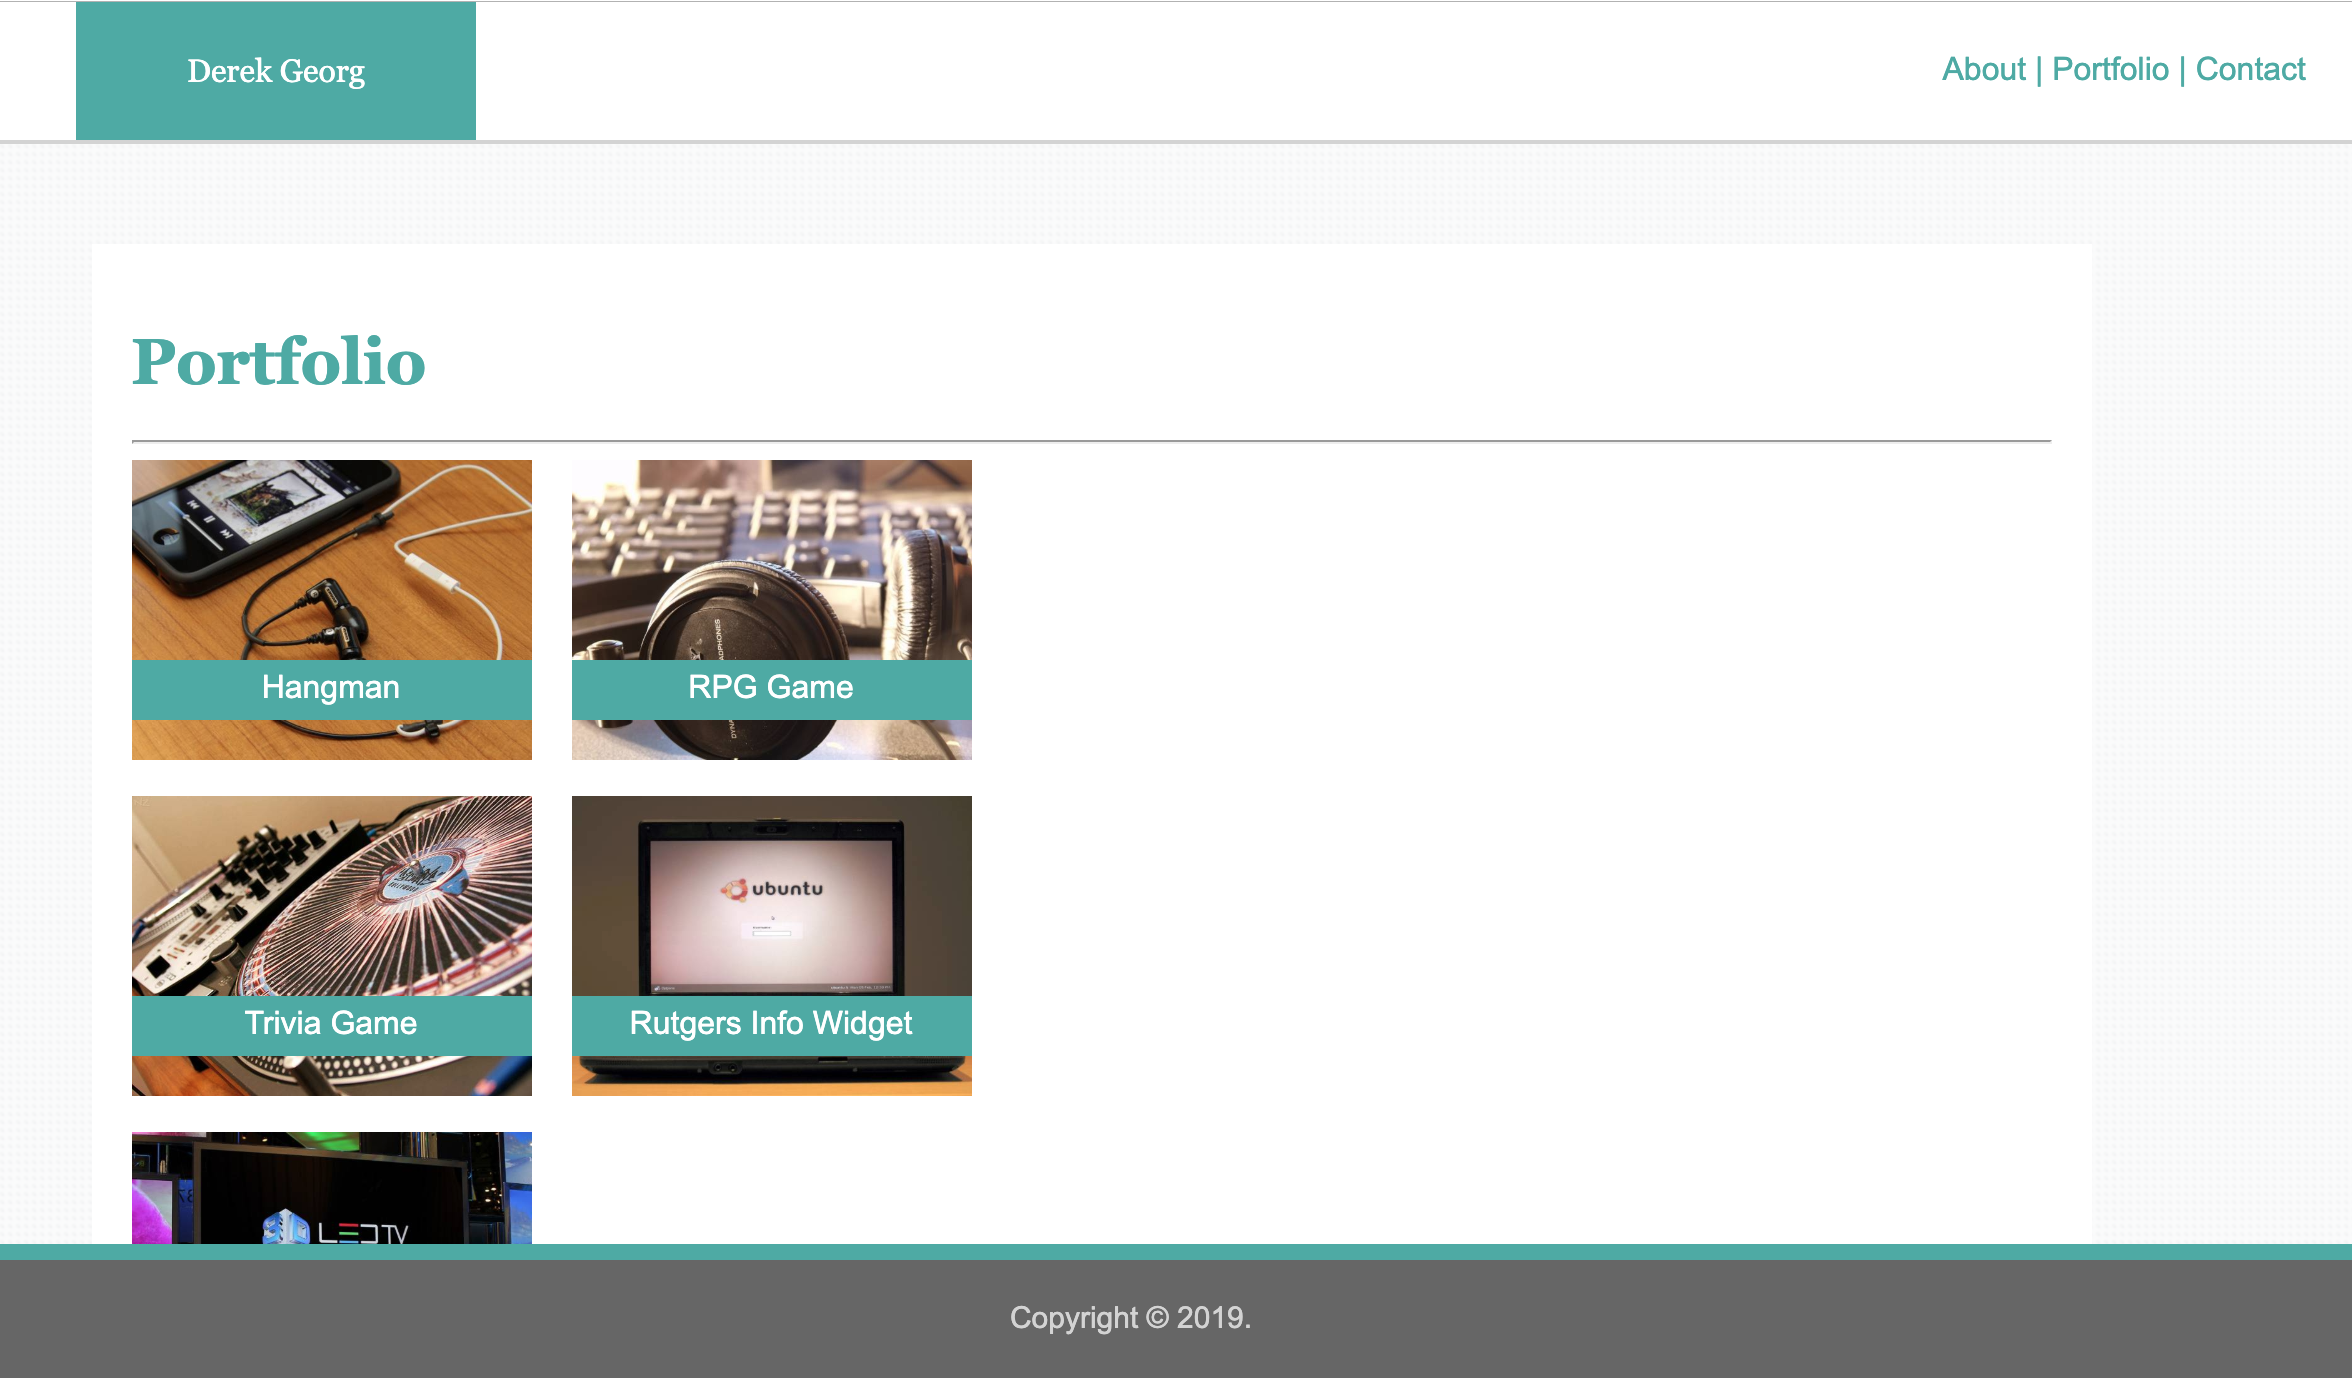 Derek Georg
About | Portfolio | Contact
Portfolio
Hangman
RPG Game
Trivia Game
ubuntu
Rutgers Info Widget
LED TV
Copyright © 2019.